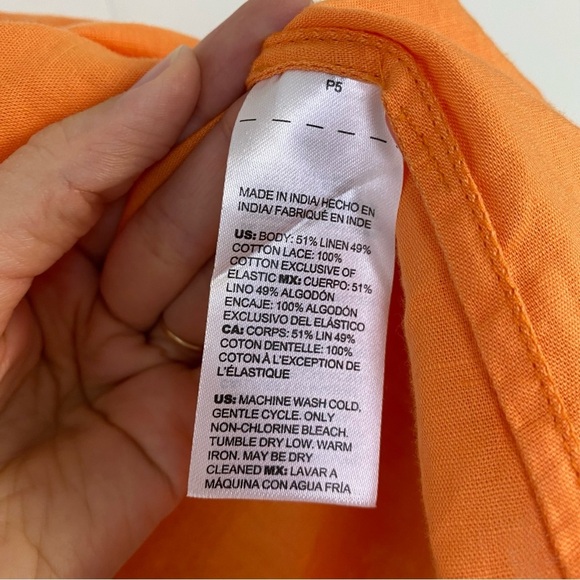 P5
MADE IN INDIA/ HECHO EN
INDIA/ FABRIQUÉ EN INDE
US: BODY: 51% LINEN 49%
COTTON LACE: 100%
COTTON EXCLUSIVE OF
ELASTIC MX: CUERPO: 51%
LINO 49% ALGODÓN
ENCAJE: 100% ALGODÓN
EXCLUSIVO DEL ELÁSTICO
CA: CORPS: 51% LIN 49%
COTON DENTELLE: 100%
COTON À L'EXCEPTION DE
L'ÉLASTIQUE
US: MACHINE WASH COLD,
GENTLE CYCLE. ONLY
NON-CHLORINE BLEACH.
TUMBLE DRY LOW. WARM
IRON. MAY BE DRY
CLEANED MX: LAVAR A
MÁQUINA CON AGUA FRÍA